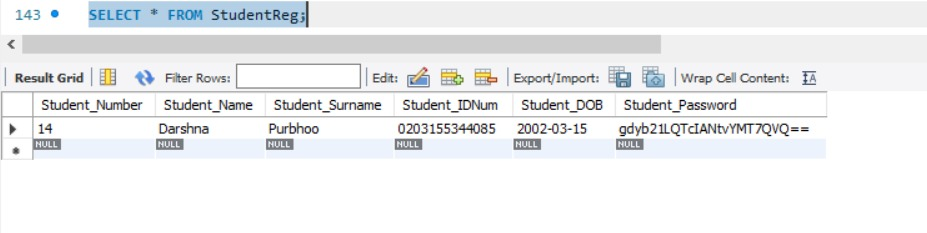 143 SELECT * FROM StudentReg;
Result Grid Filter Rows: Edit: Export/Import: Wrap Cell Content:
Student_Number Student_Name Student_Surname Student_IDNum Student_DOB Student_Password
14 Darshna Purbhoo 0203155344085 2002-03-15 gdyb21LQTcIANtvYMT7QVQ==
NULL NULL NULL NULL NULL NULL